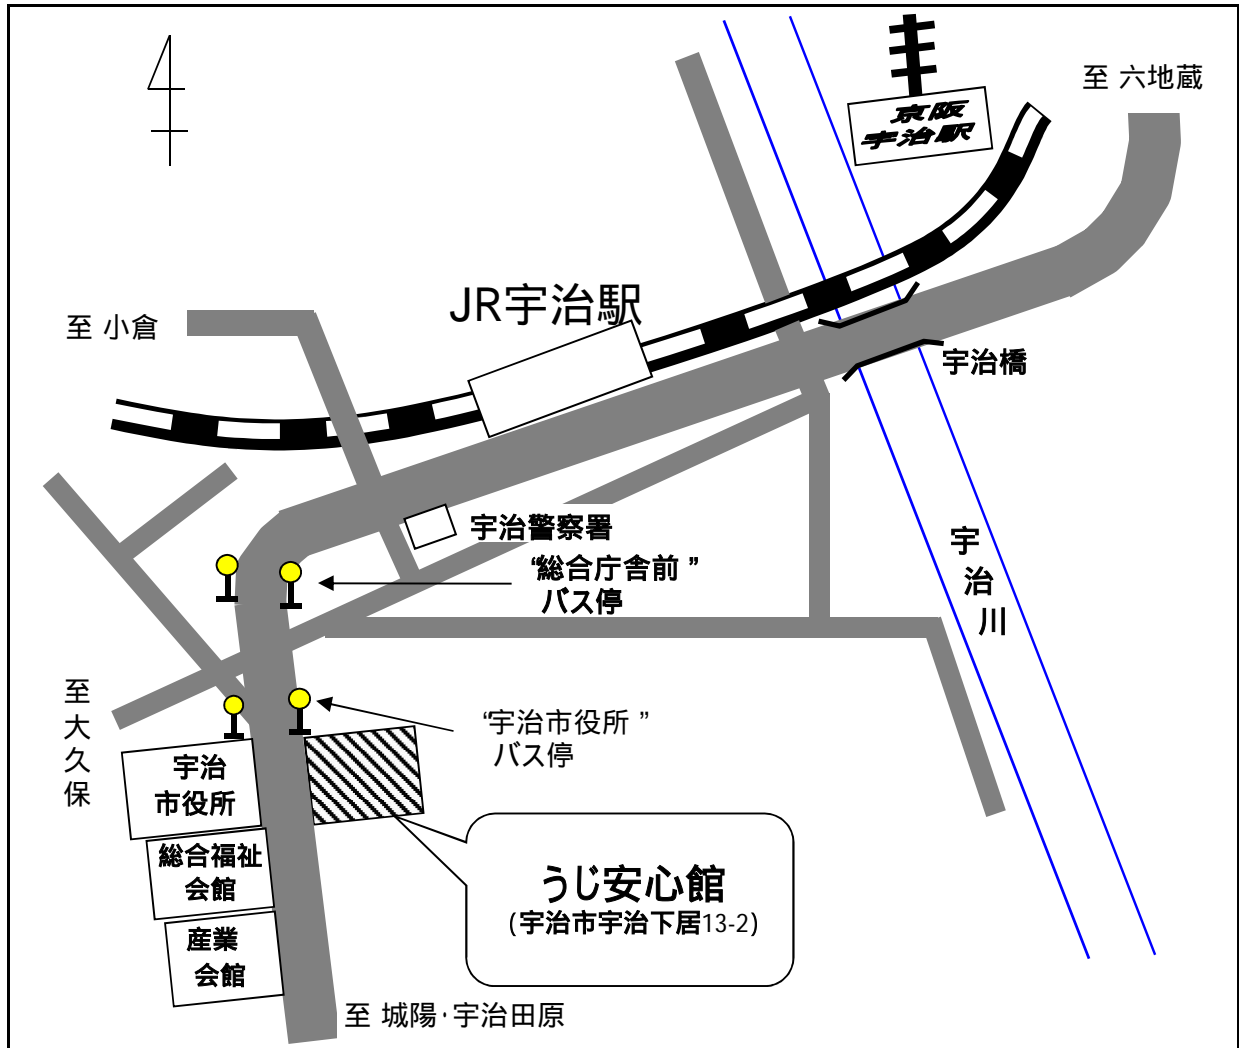 至 六地蔵
京阪
宇治駅
JR宇治駅
至 小倉
宇治橋
宇治警察署
“総合庁舎前”
バス停
宇治川
至大久保
“宇治市役所”
バス停
宇治
市役所
総合福祉
会館
産業
会館
うじ安心館
(宇治市宇治下居13-2)
至 城陽・宇治田原